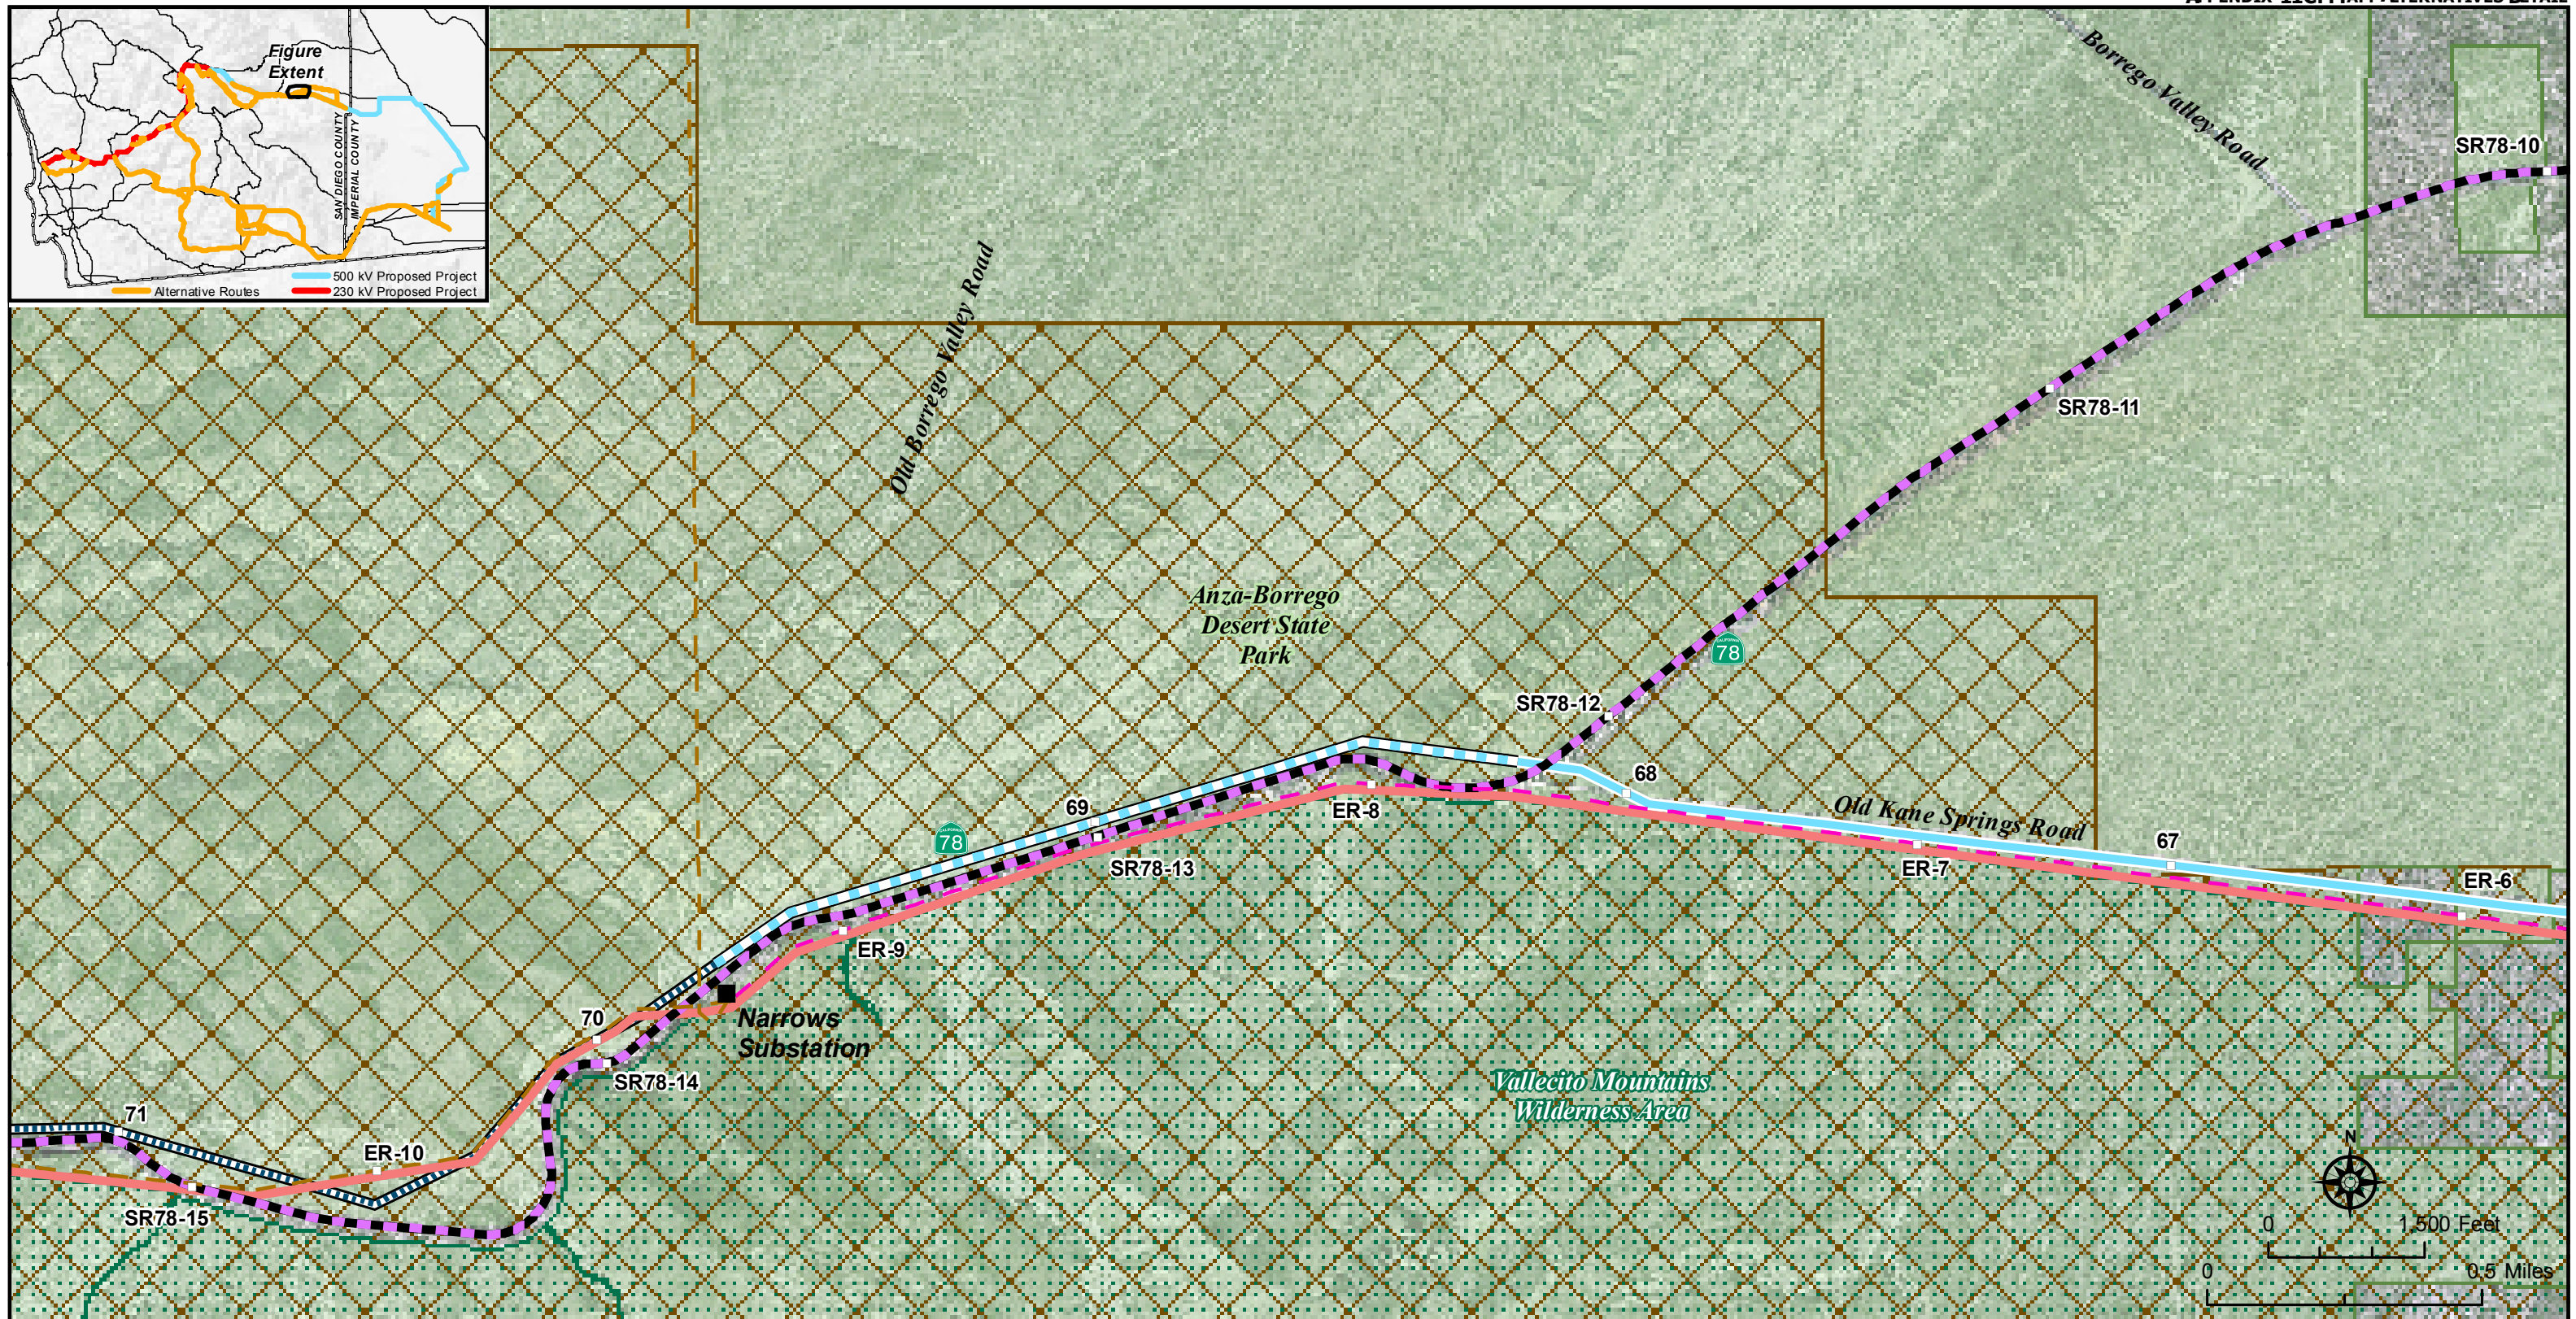 Figure
Extent
SAN DIEGO COUNTY
IMPERIAL COUNTY
500 kV Proposed Project
Alternative Routes
230 kV Proposed Project
Borrego Valley Road
SR78-10
Old Borrego Valley Road
SR78-11
Anza-Borrego
Desert State
Park
CALIFORNIA
78
SR78-12
68
69
Old Kane Springs Road
ER-8
CALIFORNIA
78
67
SR78-13
ER-7
ER-6
ER-9
70
Narrows
Substation
SR78-14
Vallecito Mountains
Wilderness Area
71
ER-10
N
SR78-15
0 1,500 Feet
0 0.5 Miles